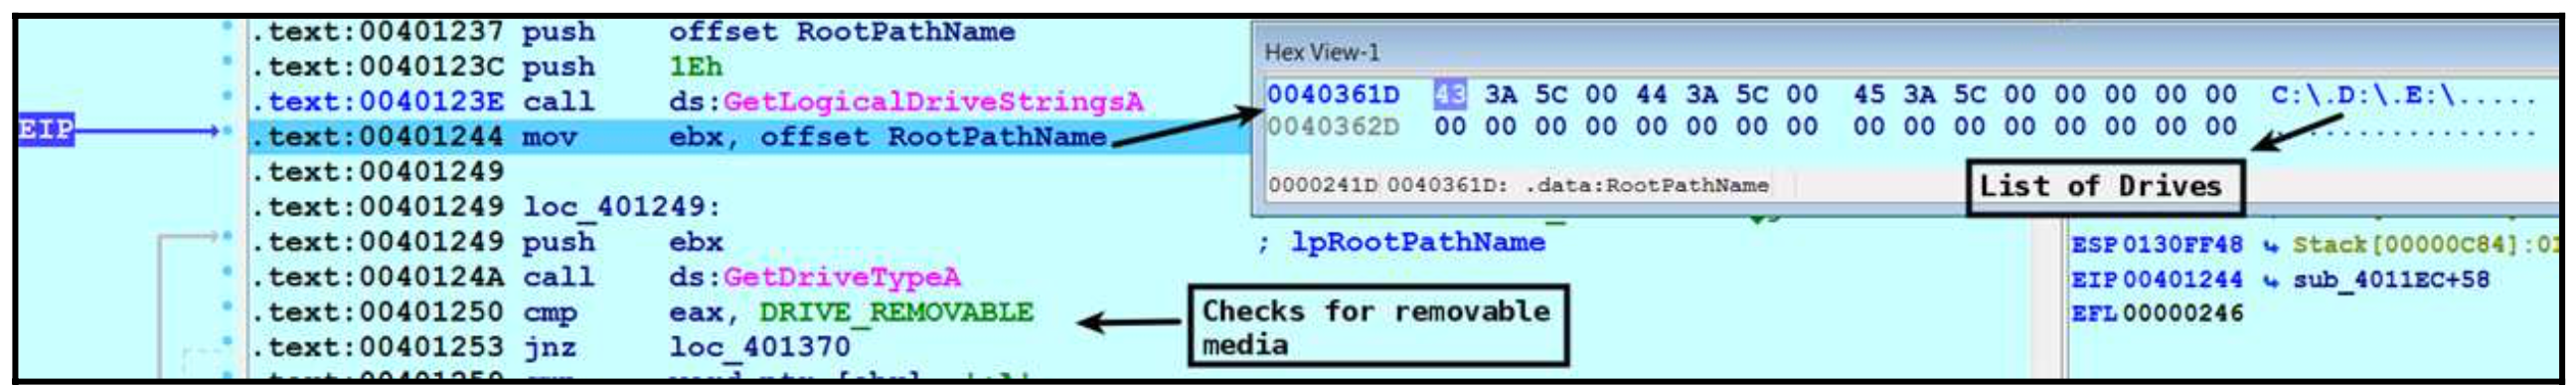 .text:00401237 push offset RootPathName
.text:0040123C push 1Eh
.text:0040123E call ds:GetLogicalDriveStringsA
EIP
.text:00401244 mov ebx, offset RootPathName
.text:00401249
.text:00401249 loc_401249:
.text:00401249 push ebx ; lpRootPathName
.text:0040124A call ds:GetDriveTypeA
.text:00401250 cmp eax, DRIVE_REMOVABLE
.text:00401253 jnz loc_401370
Hex View-1
0040361D 43 3A 5C 00 44 3A 5C 00 45 3A 5C 00 00 00 00 00 C:\.D:\.E:\.....
0040362D 00 00 00 00 00 00 00 00 00 00 00 00 00 00 00 00 ................
0000241D 0040361D: .data:RootPathName
List of Drives
ESP 0130FF48 Stack[00000C84]:01
EIP 00401244 sub_4011EC+58
EFL 00000246
Checks for removable
media